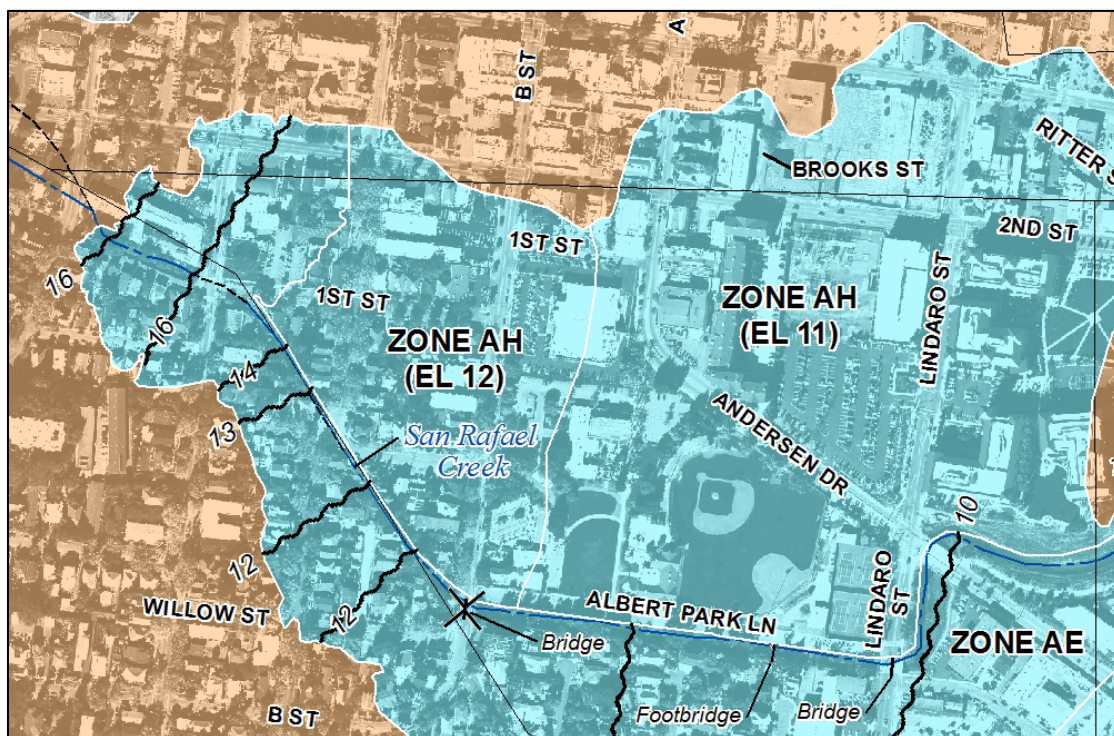 A
B ST
RITTER S
BROOKS ST
2ND ST
1ST ST
16
1ST ST
ZONE AH
(EL 11)
LINDARO ST
16
ZONE AH
(EL 12)
14
ANDERSEN DR
13
San Rafael
Creek
10
12
WILLOW ST
12
ALBERT PARK LN
LINDARO
ST
Bridge
ZONE AE
B ST
Footbridge
Bridge